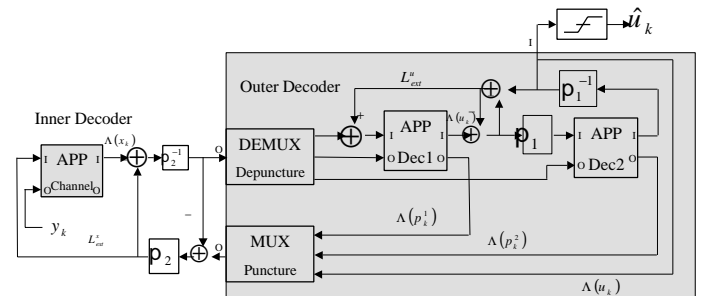 û_k
I
Outer Decoder
L^u_ext
p_1^{-1}
+
Λ(u_k)
−
Inner Decoder
Λ(x_k)
I APP I
Channel
O O
p_2^{-1}
O
DEMUX
Depuncture
I APP I
O Dec1 O
p_1
I APP I
O Dec2 O
−
y_k
L^x_ext
p_2
O
MUX
Puncture
Λ(p_k^1)
Λ(p_k^2)
Λ(u_k)